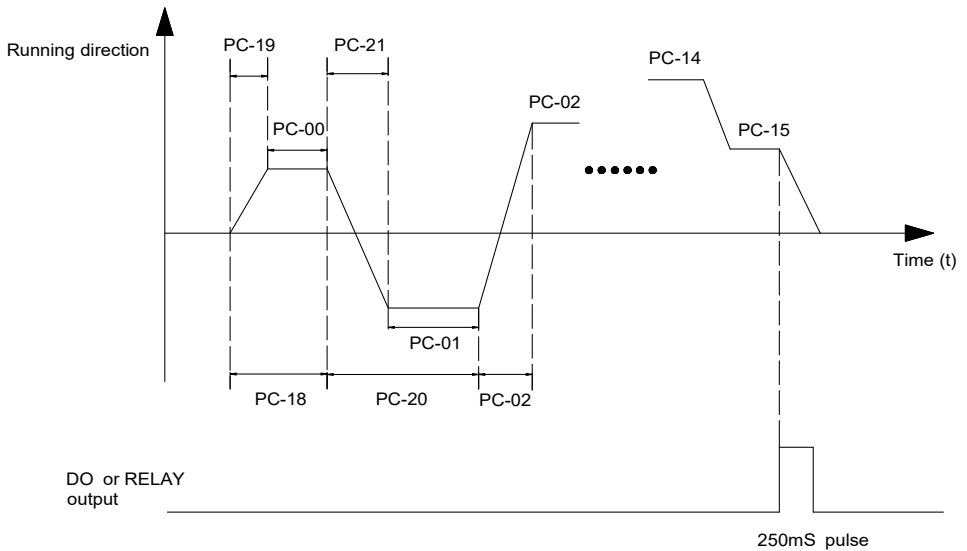 Running direction
PC-19
PC-21
PC-14
PC-02
PC-00
PC-15
Time (t)
PC-01
PC-18
PC-20
PC-02
DO or RELAY
output
250mS pulse